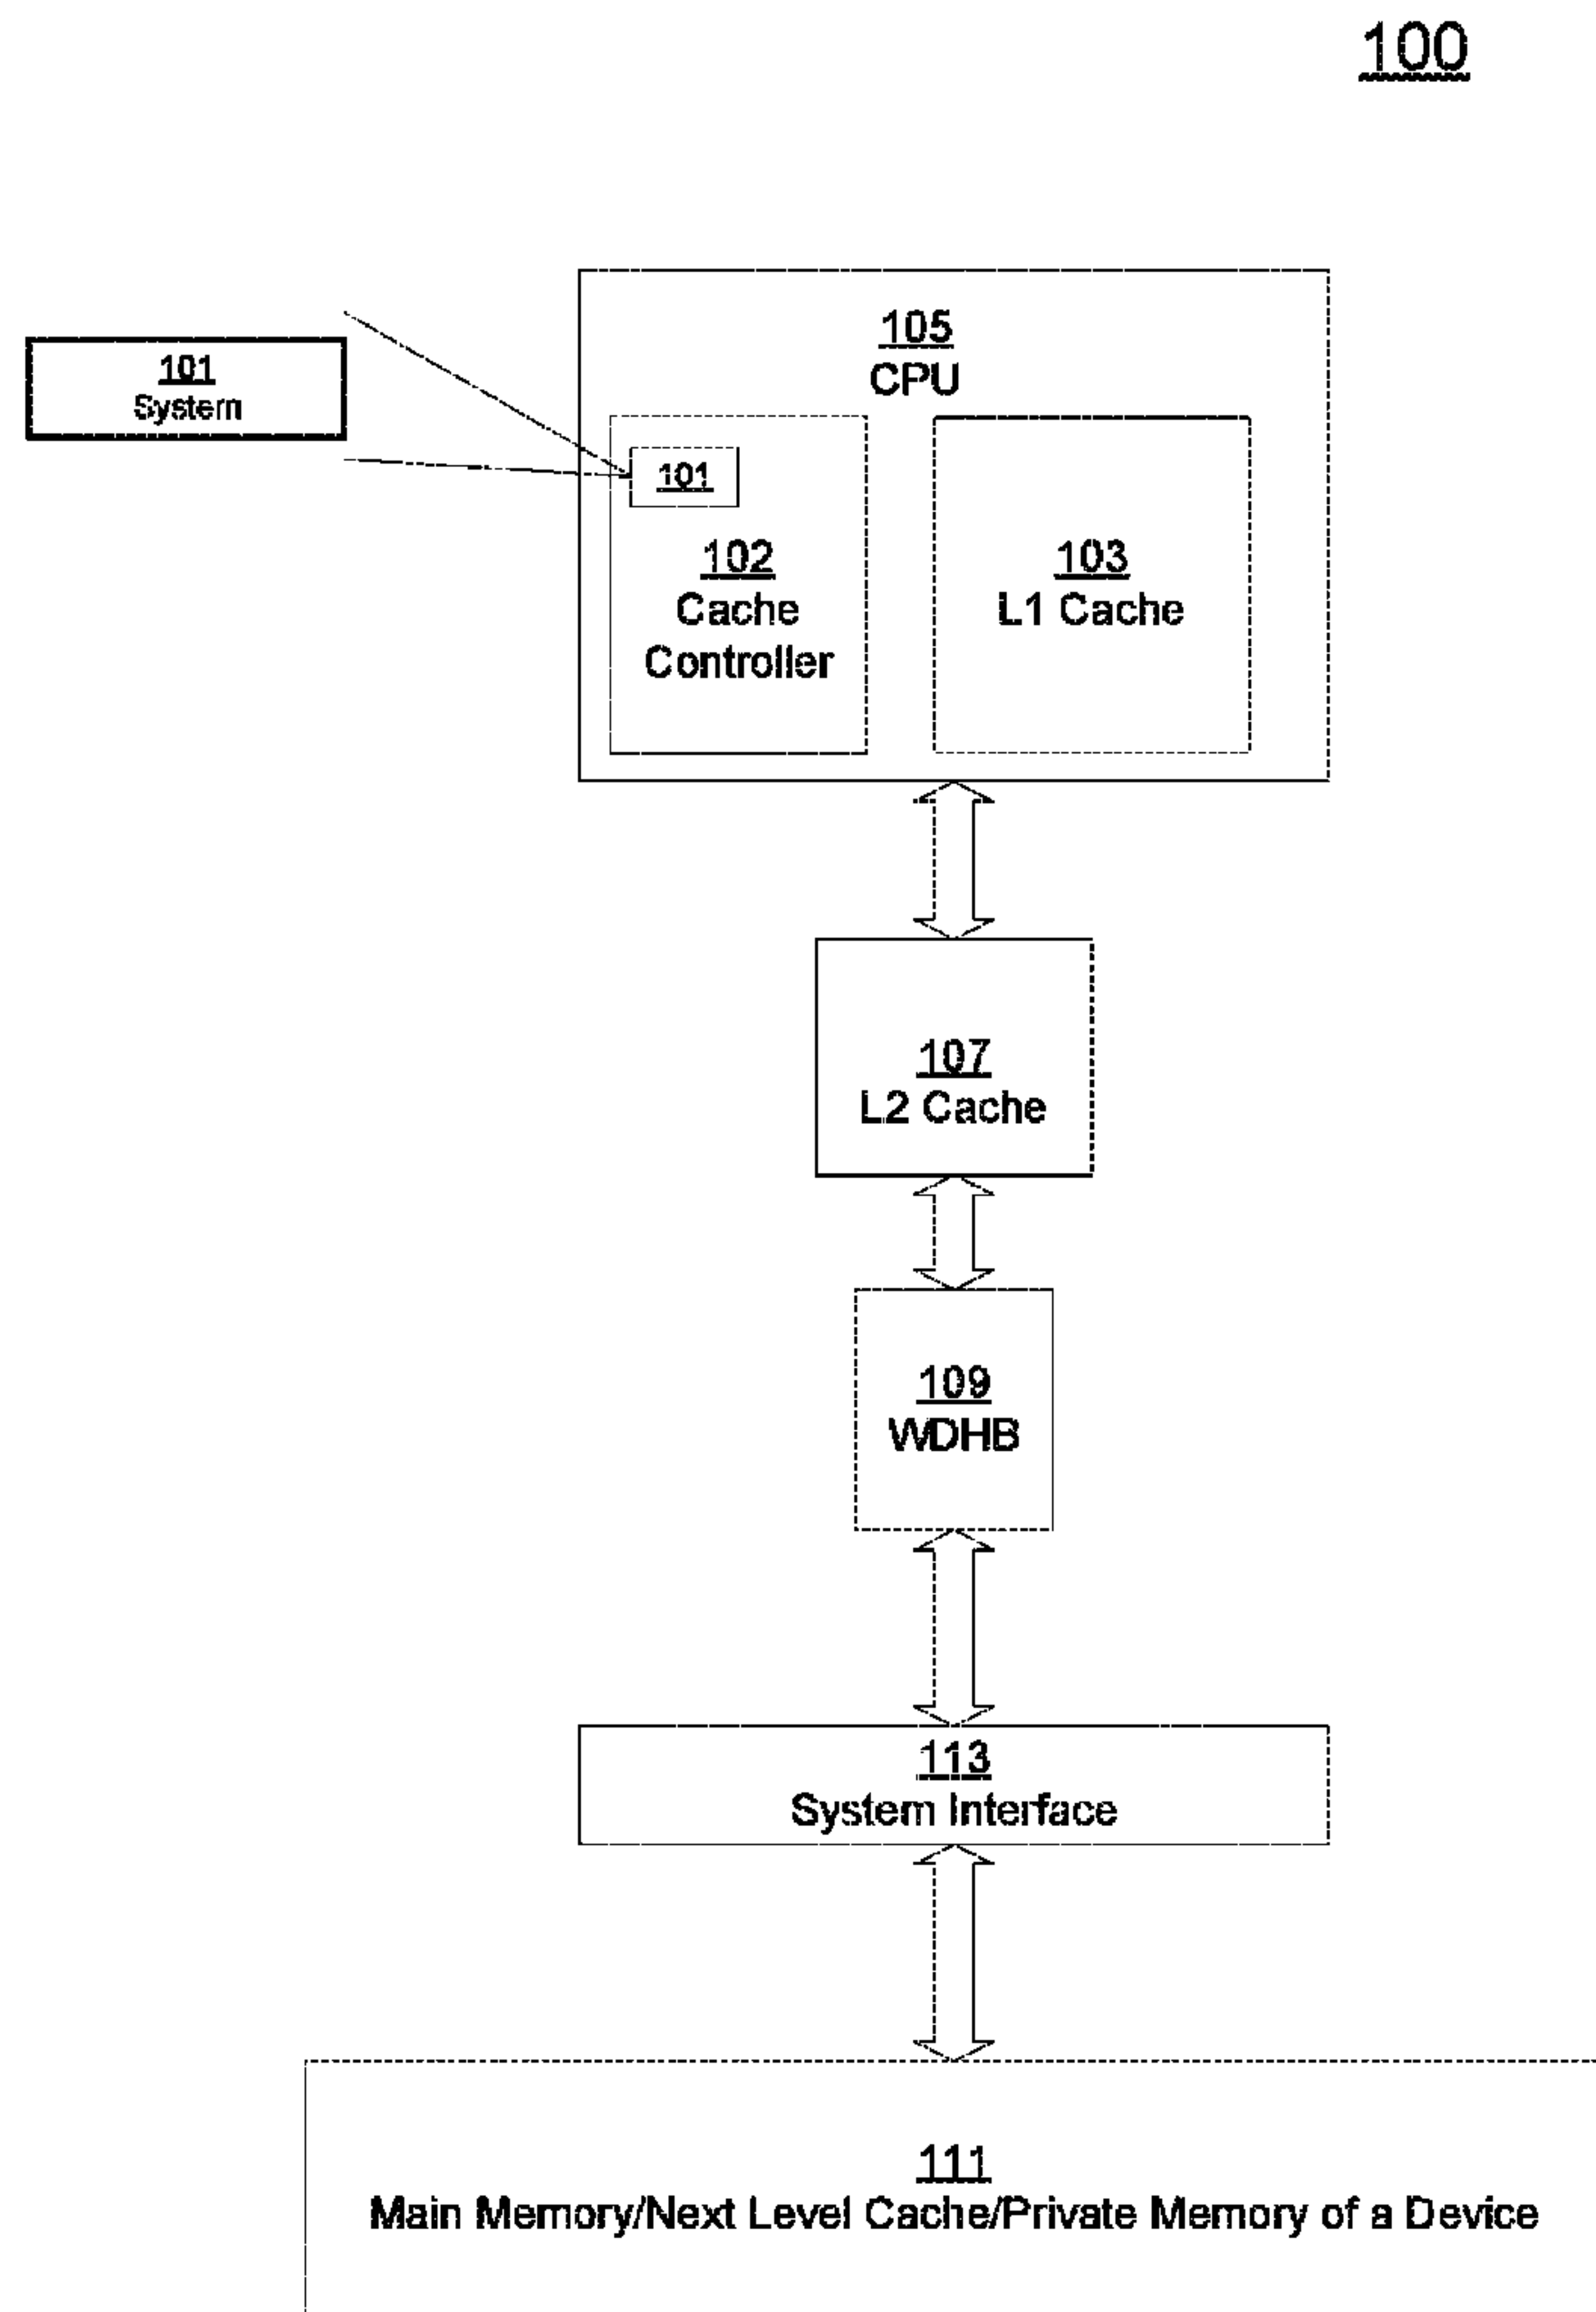 100
105
CPU
101
System
101
102
Cache
Controller
103
L1 Cache
107
L2 Cache
109
WDHB
113
System Interface
111
Main Memory/Next Level Cache/Private Memory of a Device